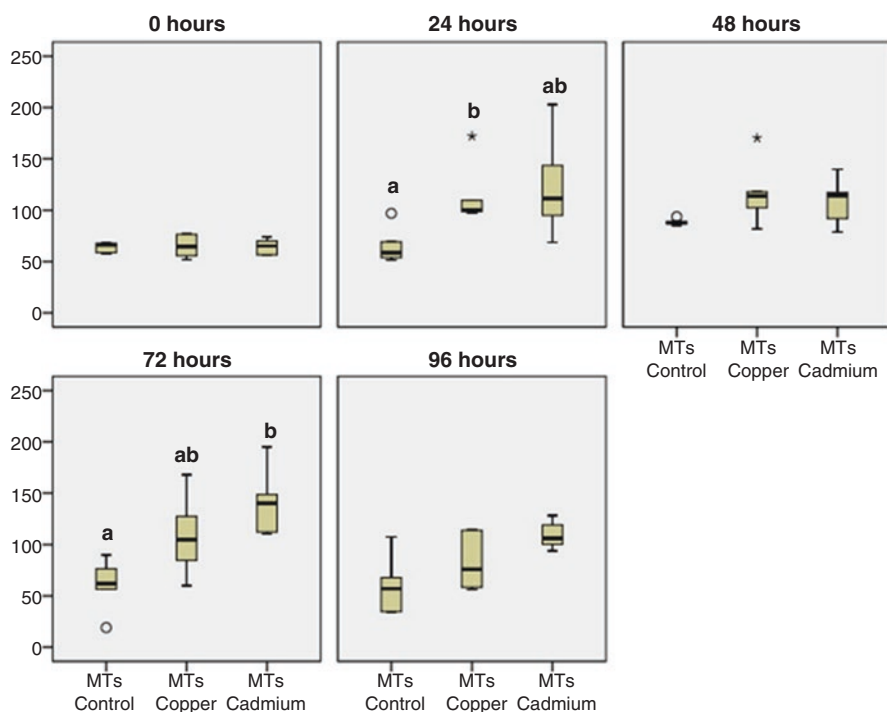 0 hours
24 hours
48 hours
250
200
150
100
50
0
a
b
ab
*
MTs
Control
MTs
Copper
MTs
Cadmium
*
72 hours
96 hours
250
200
150
100
50
0
a
ab
b
MTs
Control
MTs
Copper
MTs
Cadmium
MTs
Control
MTs
Copper
MTs
Cadmium